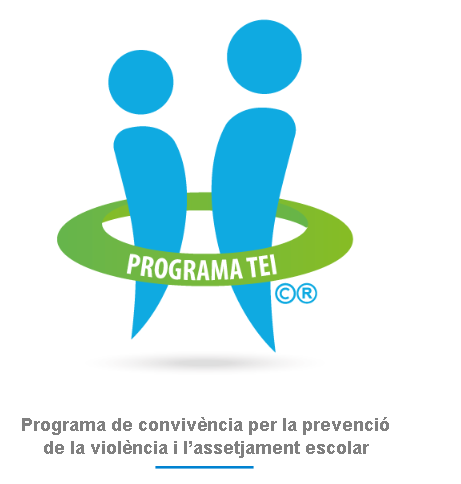 PROGRAMA TEI
©®
Programa de convivència per la prevenció
de la violència i l'assetjament escolar